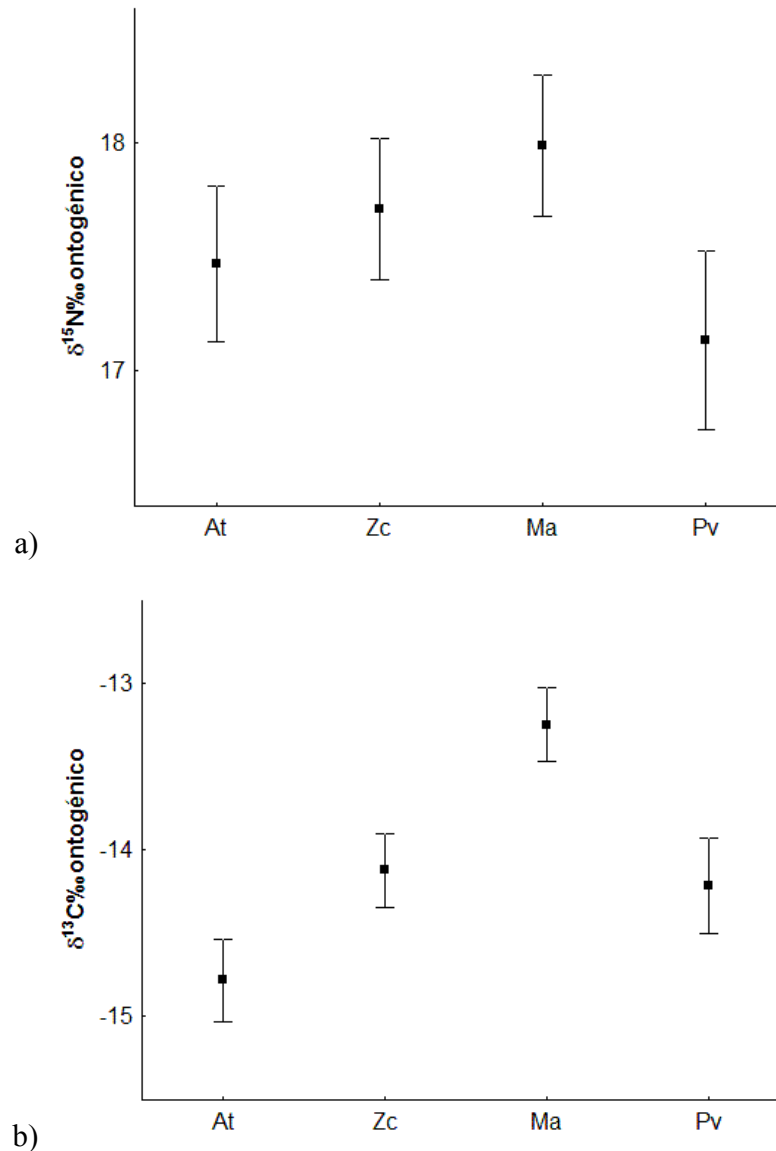 δ¹⁵N‰ ontogénico
18
17
At Zc Ma Pv
a)
δ¹³C‰ ontogénico
-13
-14
-15
At Zc Ma Pv
b)